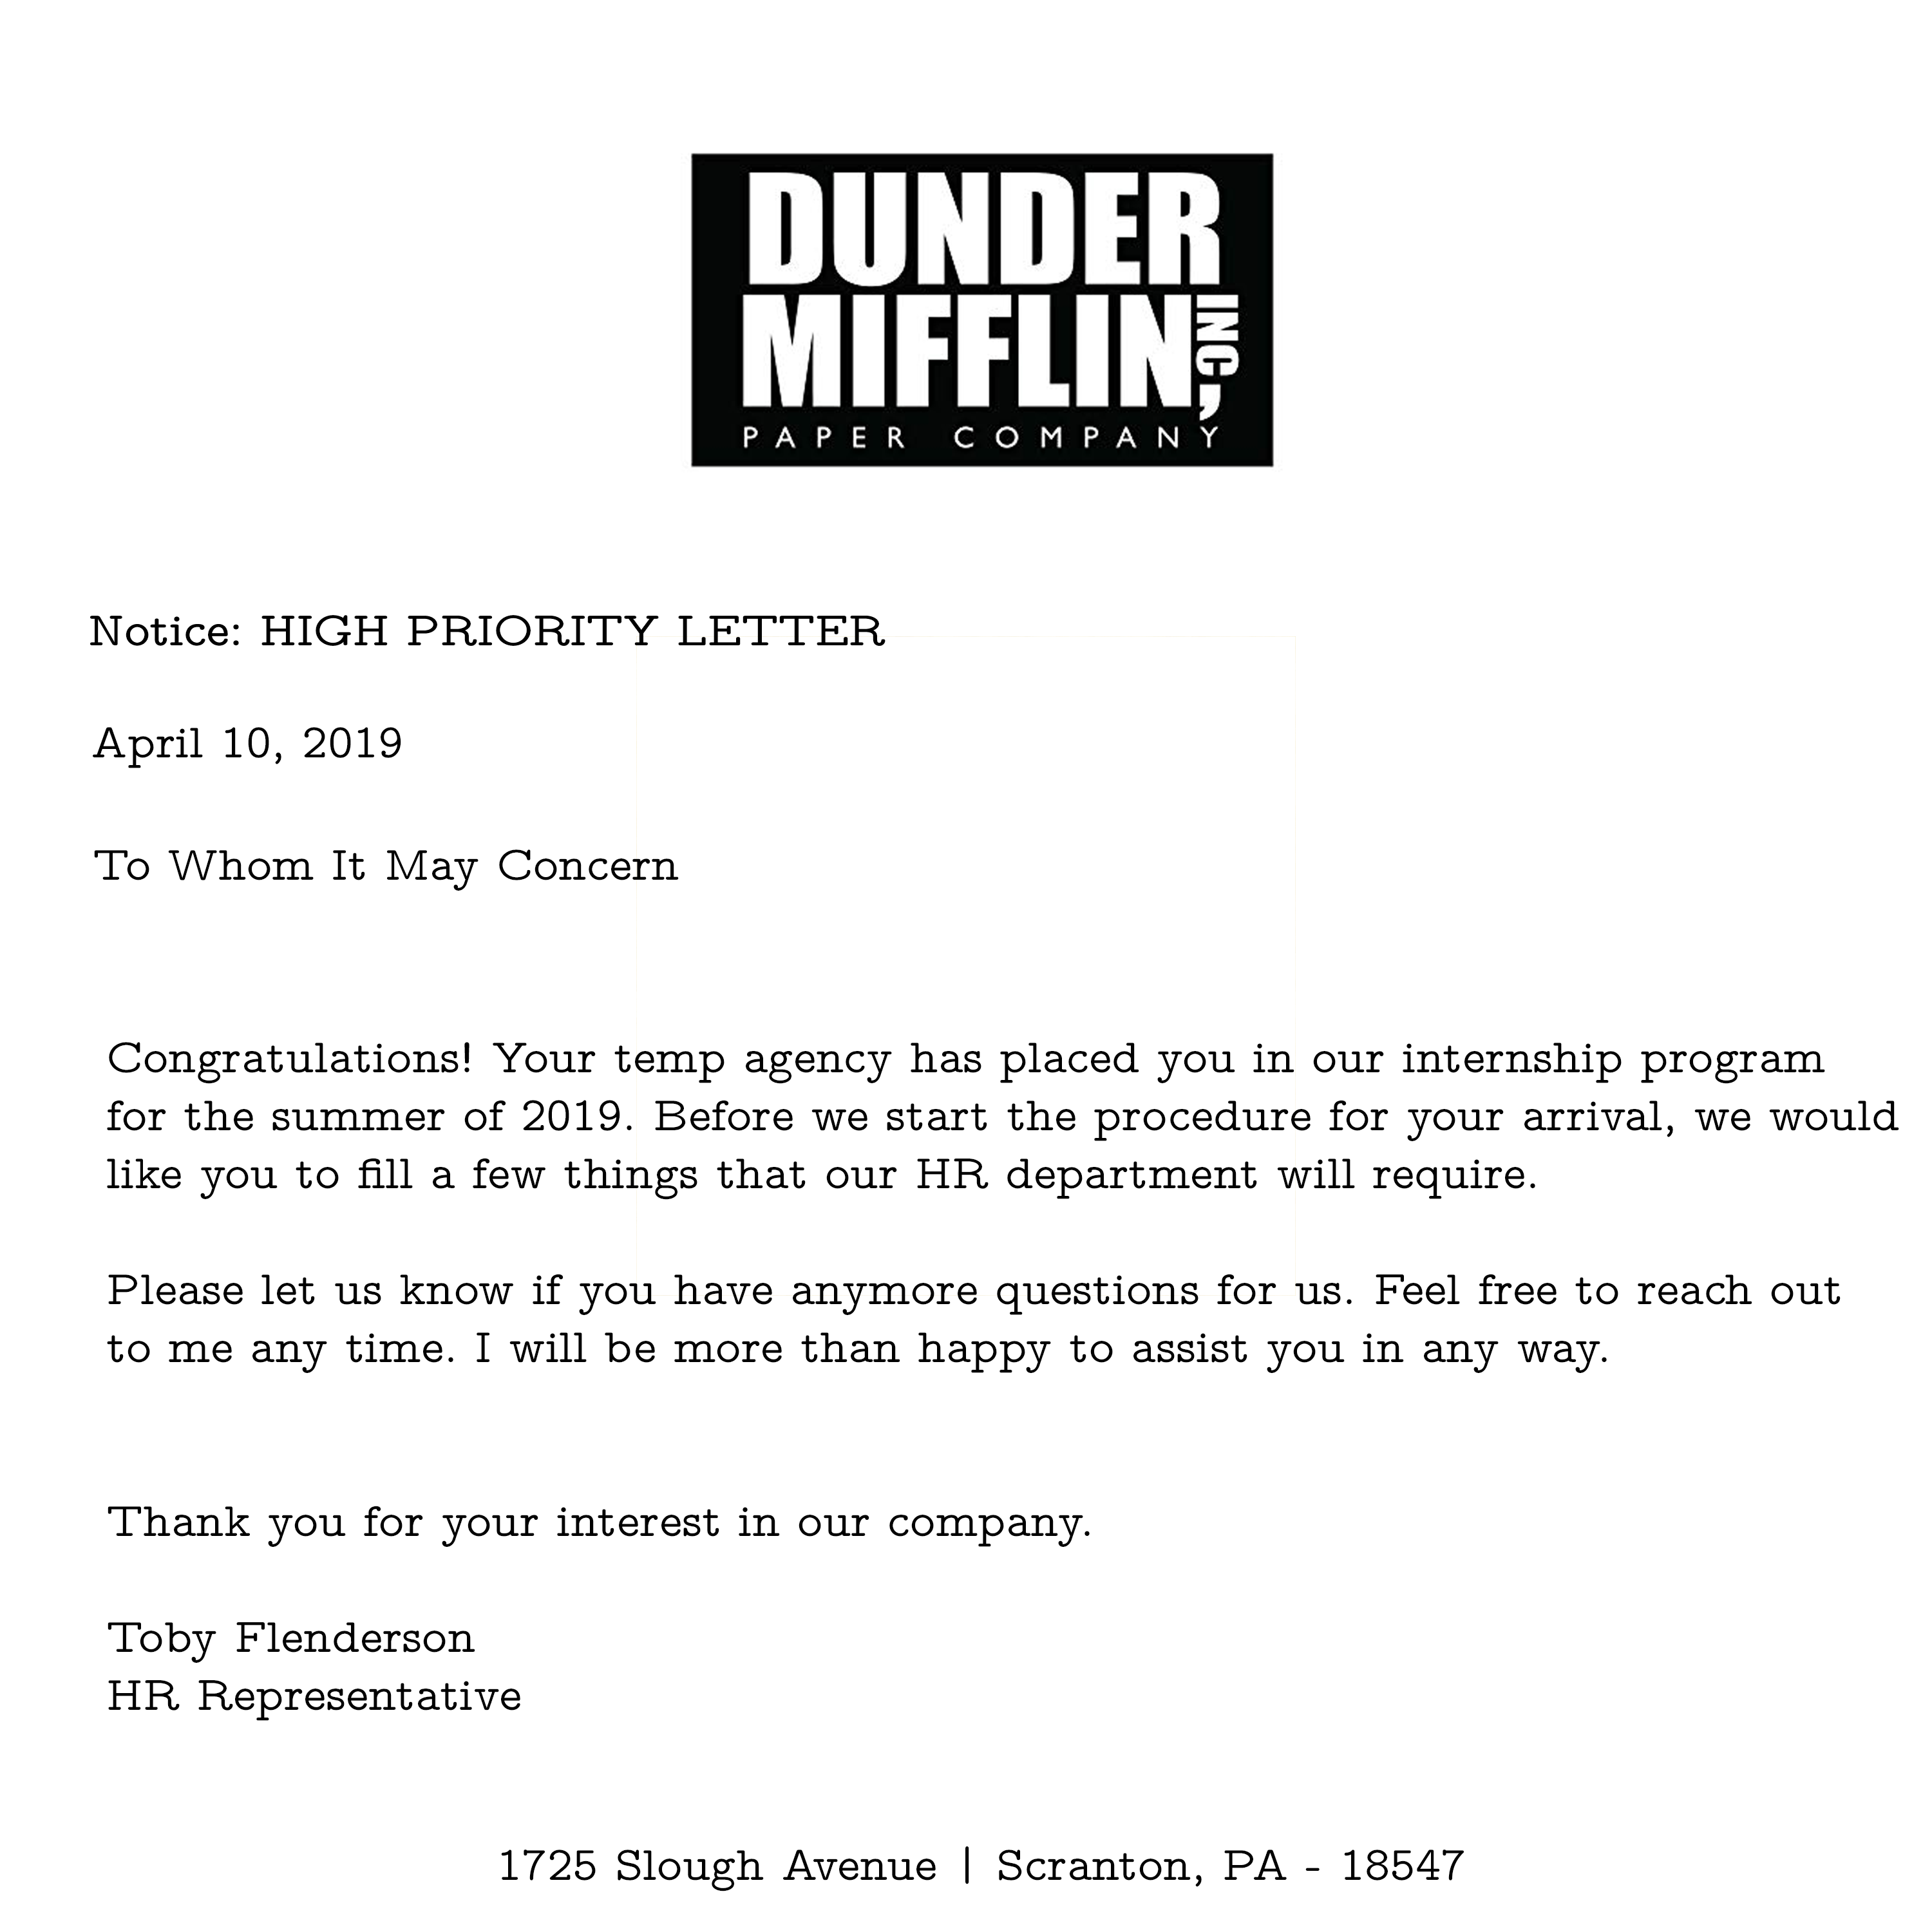 DUNDER
MIFFLIN INC,
PAPER COMPANY
Notice: HIGH PRIORITY LETTER
April 10, 2019
To Whom It May Concern
Congratulations! Your temp agency has placed you in our internship program
for the summer of 2019. Before we start the procedure for your arrival, we would
like you to fill a few things that our HR department will require.
Please let us know if you have anymore questions for us. Feel free to reach out
to me any time. I will be more than happy to assist you in any way.
Thank you for your interest in our company.
Toby Flenderson
HR Representative
1725 Slough Avenue | Scranton, PA - 18547